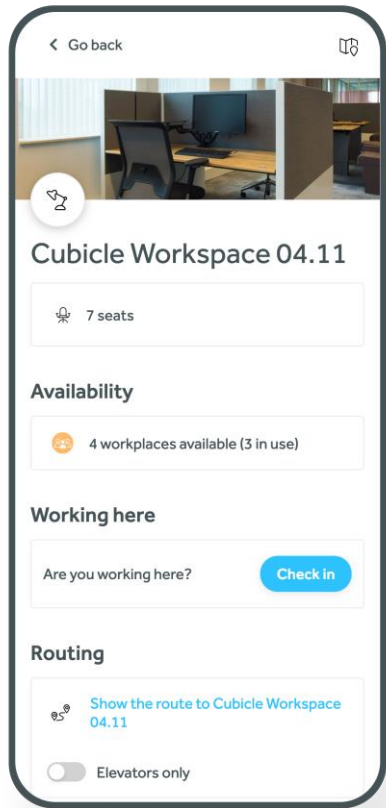 Go back
Cubicle Workspace 04.11
7 seats
Availability
4 workplaces available (3 in use)
Working here
Are you working here?
Check in
Routing
Show the route to Cubicle Workspace
04.11
Elevators only